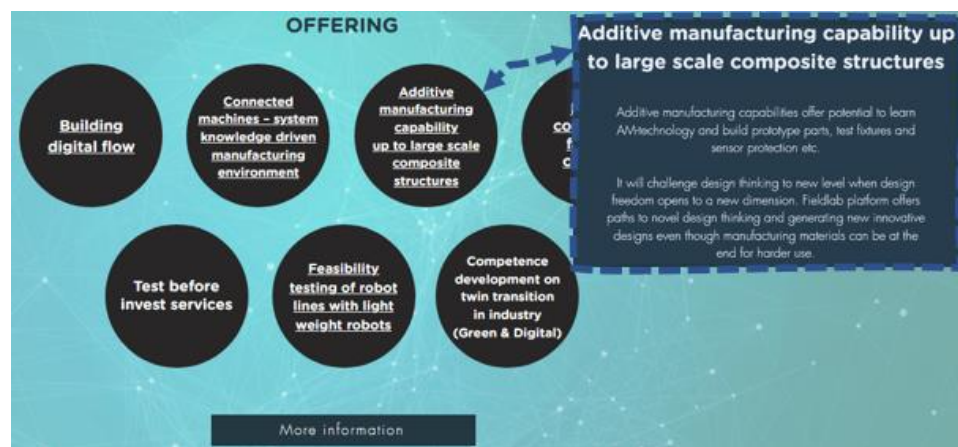 OFFERING
Building
digital flow
Connected
machines – system
knowledge driven
manufacturing
environment
Additive
manufacturing
capability
up to large scale
composite
structures
Additive manufacturing capability up
to large scale composite structures
Additive manufacturing capabilities offer potential to learn
AM-technology and build prototype parts, test fixtures and
sensor protection etc.
It will challenge design thinking to new level when design
freedom opens to a new dimension. Fieldlab platform offers
paths to novel design thinking and generating new innovative
designs even though manufacturing materials can be at the
end for harder use.
Test before
invest services
Feasibility
testing of robot
lines with light
weight robots
Competence
development on
twin transition
in industry
(Green & Digital)
More information